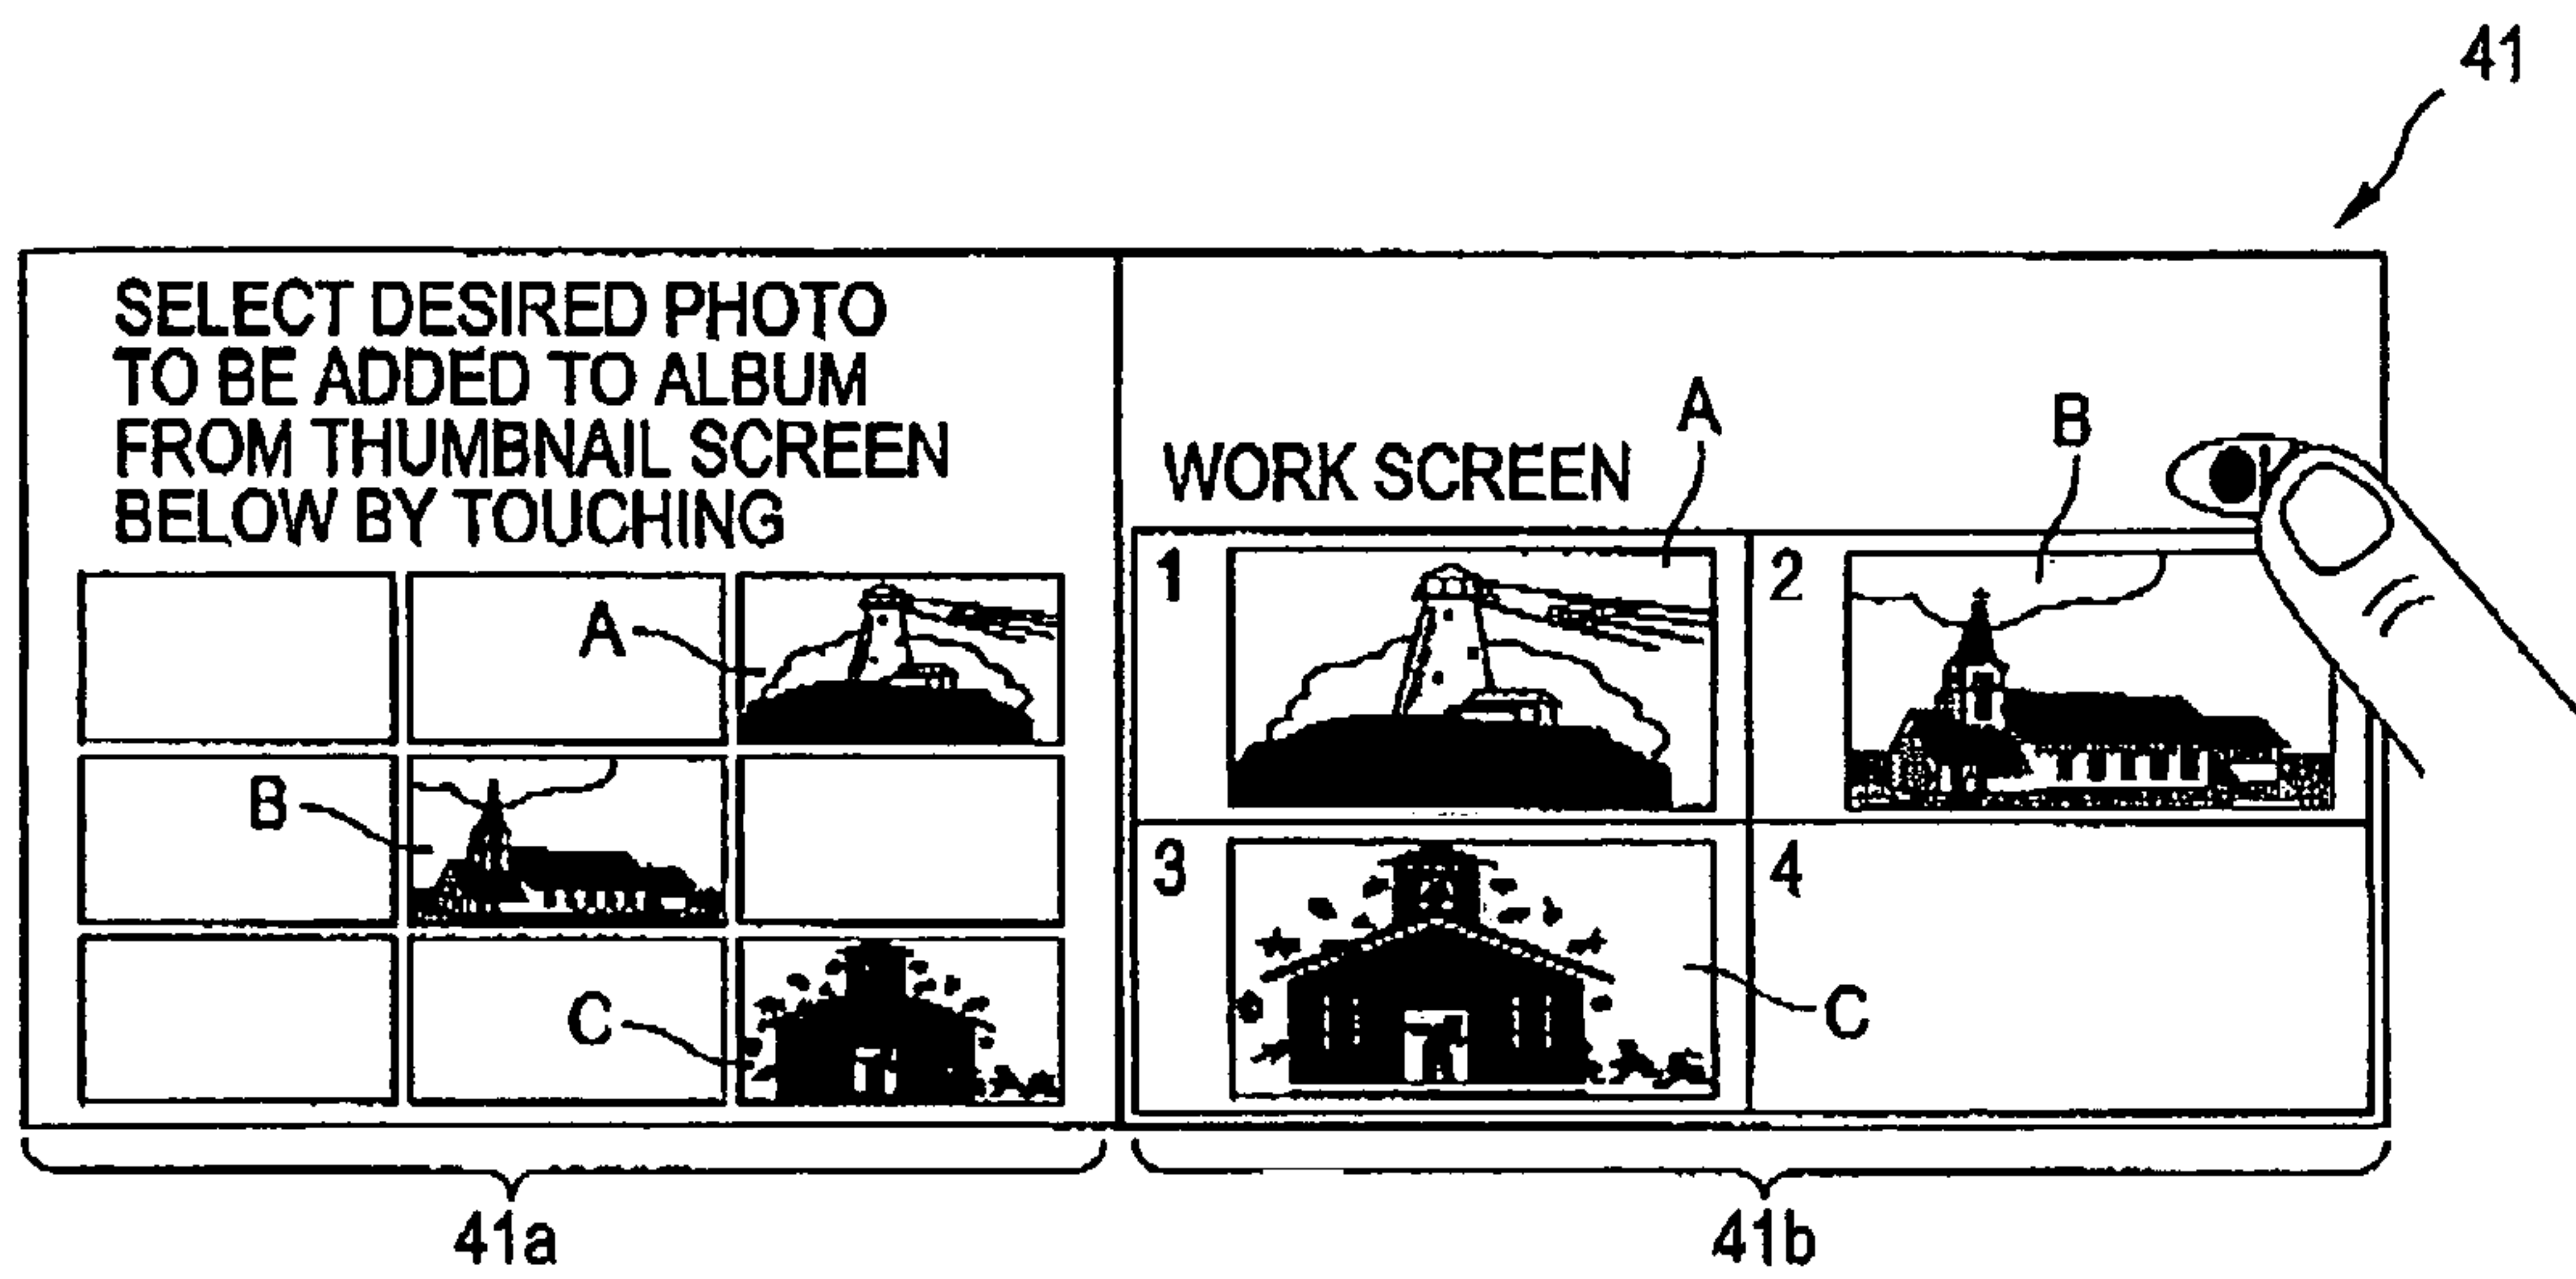 41
SELECT DESIRED PHOTO
TO BE ADDED TO ALBUM
FROM THUMBNAIL SCREEN
BELOW BY TOUCHING
A
B
C
WORK SCREEN
A
B
1
2
3
4
C
41a
41b